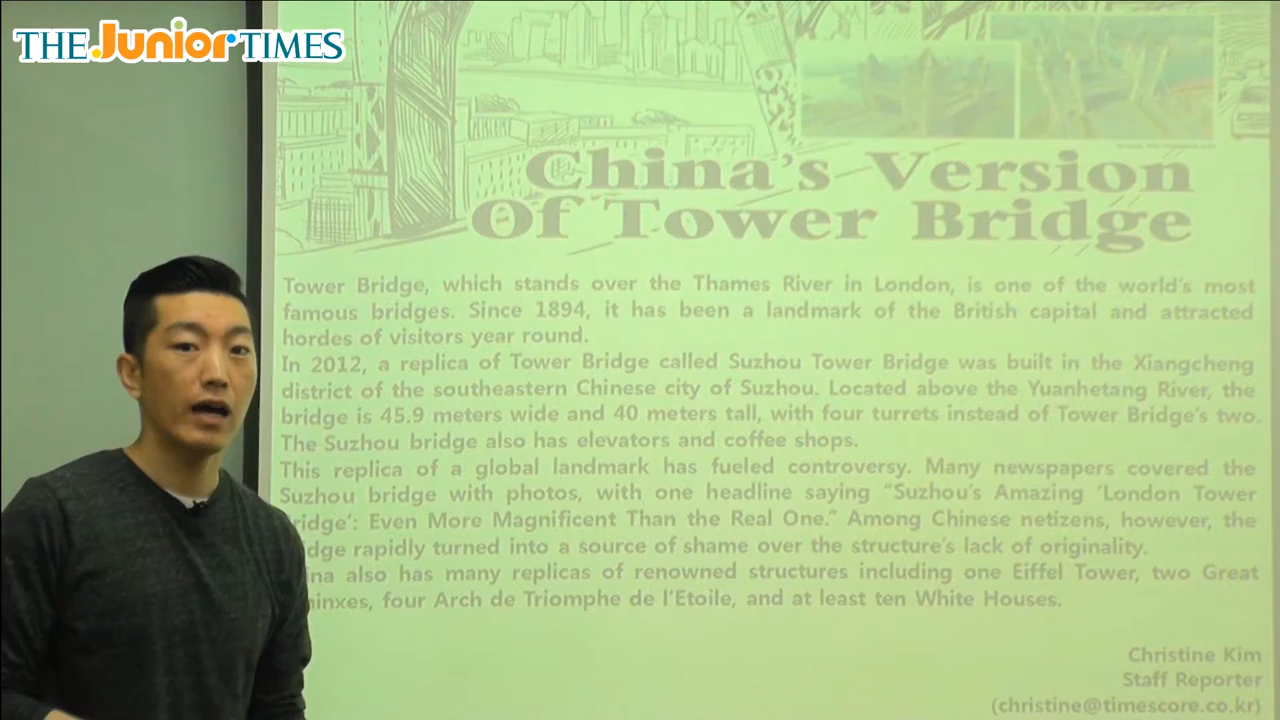 THE Junior TIMES
China's Version
Of Tower Bridge
Tower Bridge, which stands over the Thames River in London, is one of the world's most
famous bridges. Since 1894, it has been a landmark of the British capital and attracted
hordes of visitors year round.
In 2012, a replica of Tower Bridge called Suzhou Tower Bridge was built in the Xiangcheng
district of the southeastern Chinese city of Suzhou. Located above the Yuanhetang River, the
bridge is 45.9 meters wide and 40 meters tall, with four turrets instead of Tower Bridge's two.
The Suzhou bridge also has elevators and coffee shops.
This replica of a global landmark has fueled controversy. Many newspapers covered the
Suzhou bridge with photos, with one headline saying "Suzhou's Amazing 'London Tower
ridge': Even More Magnificent Than the Real One." Among Chinese netizens, however, the
dge rapidly turned into a source of shame over the structure's lack of originality.
ina also has many replicas of renowned structures including one Eiffel Tower, two Great
hinxes, four Arch de Triomphe de l'Etoile, and at least ten White Houses.
Christine Kim
Staff Reporter
(christine@timescore.co.kr)